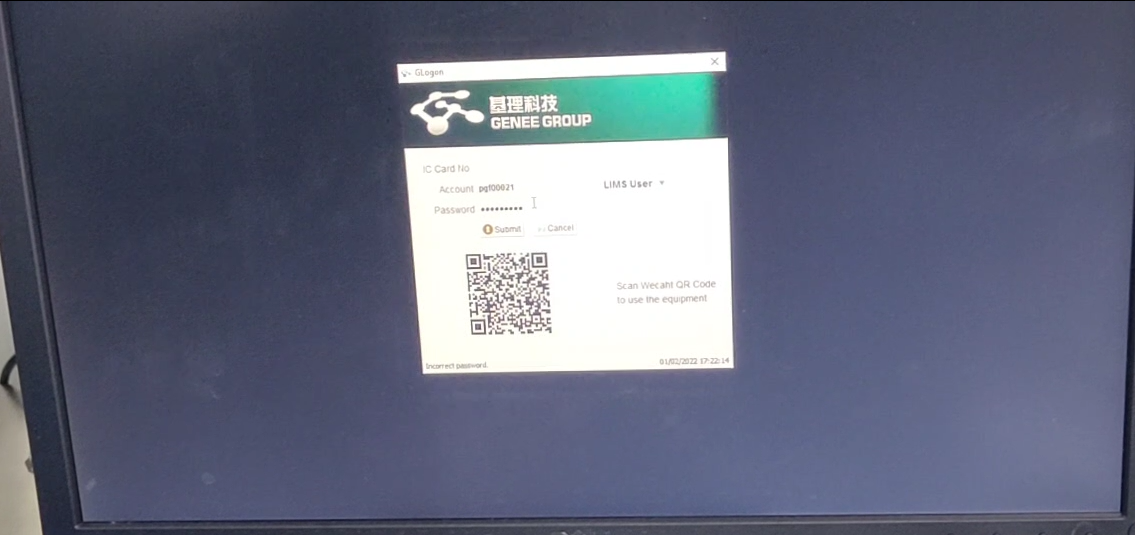 GLogon
基理科技
GENEE GROUP
IC Card No
Account pgf00021
LIMS User
Password •••••••••
Submit Cancel
Scan Wecaht QR Code
to use the equipment
Incorrect password.
01/02/2022 17:22:14